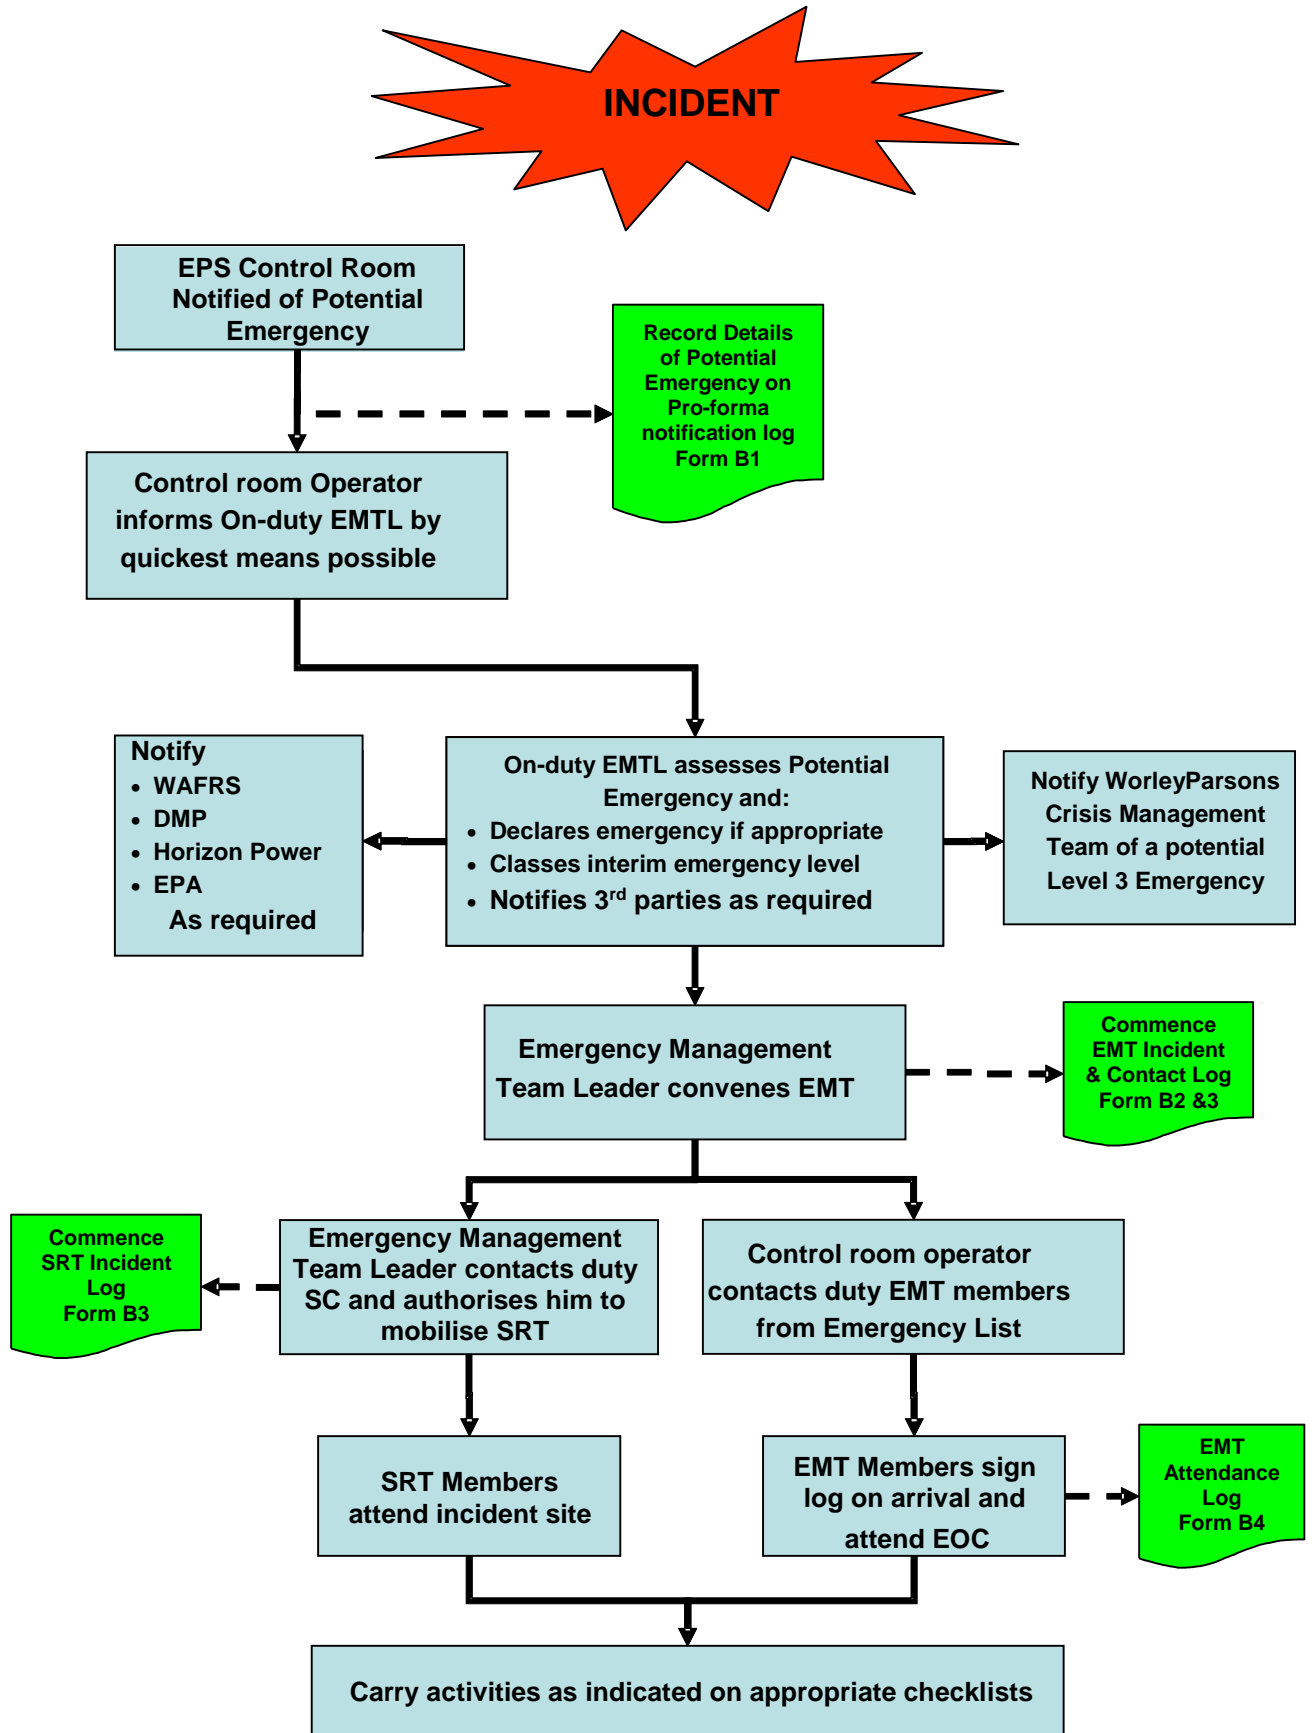 INCIDENT
EPS Control Room
Notified of Potential
Emergency
Record Details
of Potential
Emergency on
Pro-forma
notification log
Form B1
Control room Operator
informs On-duty EMTL by
quickest means possible
Notify
• WAFRS
• DMP
• Horizon Power
• EPA
As required
On-duty EMTL assesses Potential
Emergency and:
• Declares emergency if appropriate
• Classes interim emergency level
• Notifies 3rd parties as required
Notify WorleyParsons
Crisis Management
Team of a potential
Level 3 Emergency
Emergency Management
Team Leader convenes EMT
Commence
EMT Incident
& Contact Log
Form B2 &3
Commence
SRT Incident
Log
Form B3
Emergency Management
Team Leader contacts duty
SC and authorises him to
mobilise SRT
Control room operator
contacts duty EMT members
from Emergency List
SRT Members
attend incident site
EMT Members sign
log on arrival and
attend EOC
EMT
Attendance
Log
Form B4
Carry activities as indicated on appropriate checklists